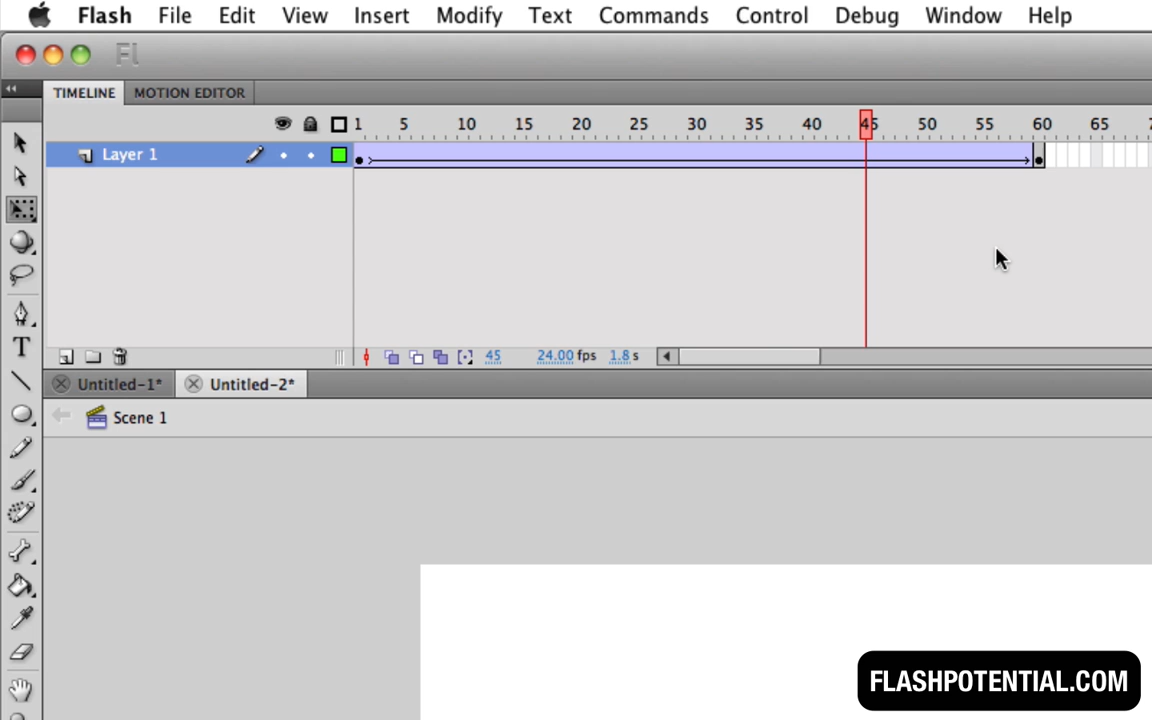 Flash File Edit View Insert Modify Text Commands Control Debug Window Help
Fl
TIMELINE MOTION EDITOR
1 5 10 15 20 25 30 35 40 45 50 55 60 65
Layer 1
T
45 24.00 fps 1.8 s
Untitled-1* Untitled-2*
Scene 1
FLASHPOTENTIAL.COM